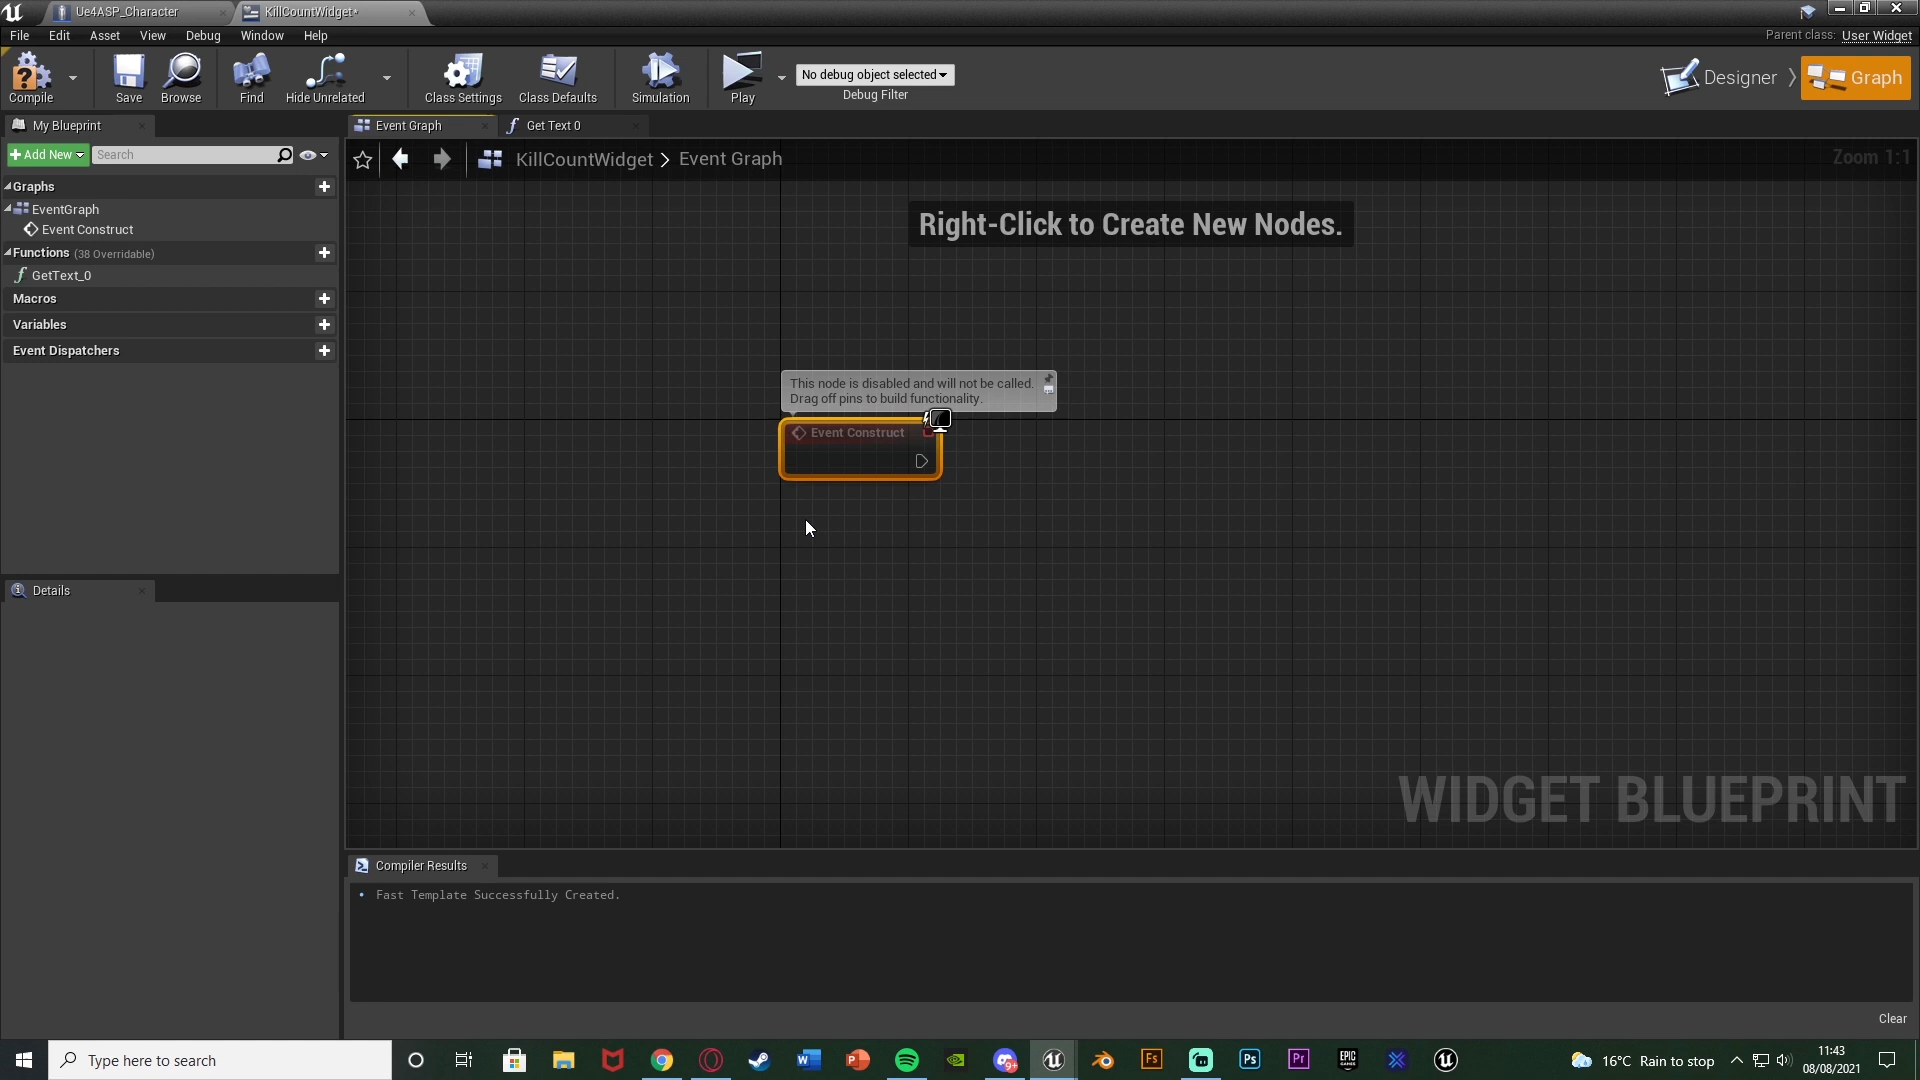 Ue4ASP_Character
KillCountWidget*
File Edit Asset View Debug Window Help
Parent class: User Widget
Compile
Save
Browse
Find
Hide Unrelated
Class Settings
Class Defaults
Simulation
Play
No debug object selected
Debug Filter
Designer
Graph
My Blueprint
Event Graph
Get Text 0
Add New
Search
KillCountWidget > Event Graph
Zoom 1:1
Graphs
EventGraph
Event Construct
Functions (38 Overridable)
GetText_0
Macros
Variables
Event Dispatchers
Right-Click to Create New Nodes.
This node is disabled and will not be called.
Drag off pins to build functionality.
Event Construct
Details
WIDGET BLUEPRINT
Compiler Results
• Fast Template Successfully Created.
Clear
Type here to search
16°C Rain to stop
11:43
08/08/2021